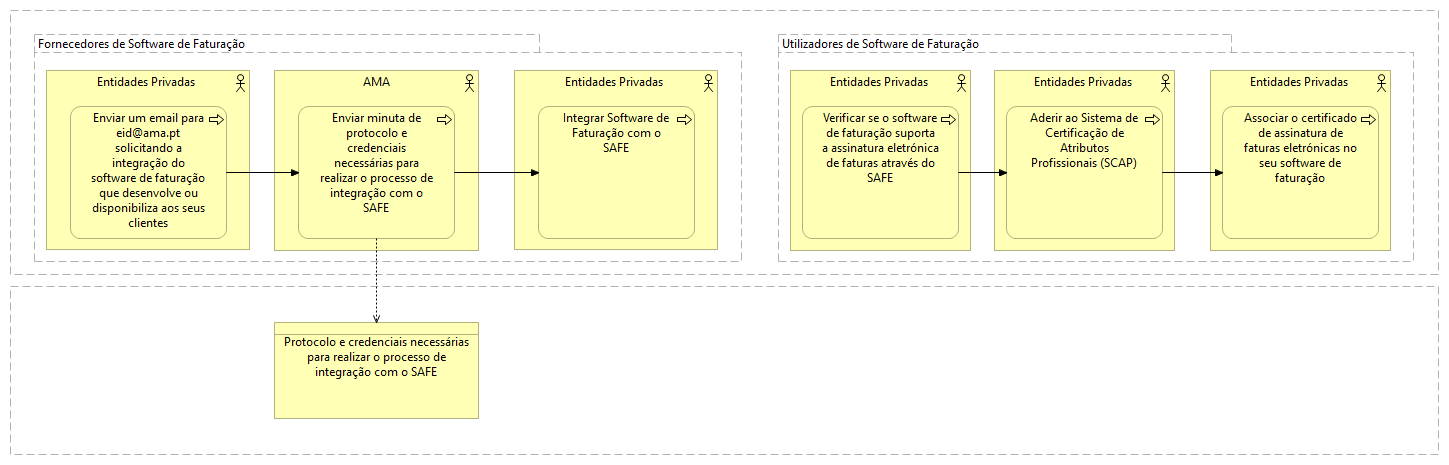 Fornecedores de Software de Faturação
Entidades Privadas
Enviar um email para
eid@ama.pt
solicitando a
integração do
software de faturação
que desenvolve ou
disponibiliza aos seus
clientes
AMA
Enviar minuta de
protocolo e
credenciais
necessárias para
realizar o processo de
integração com o
SAFE
Entidades Privadas
Integrar Software de
Faturação com o
SAFE
Utilizadores de Software de Faturação
Entidades Privadas
Verificar se o software
de faturação suporta
a assinatura eletrónica
de faturas através do
SAFE
Entidades Privadas
Aderir ao Sistema de
Certificação de
Atributos
Profissionais (SCAP)
Entidades Privadas
Associar o certificado
de assinatura de
faturas eletrónicas no
seu software de
faturação
Protocolo e credenciais necessárias
para realizar o processo de
integração com o SAFE